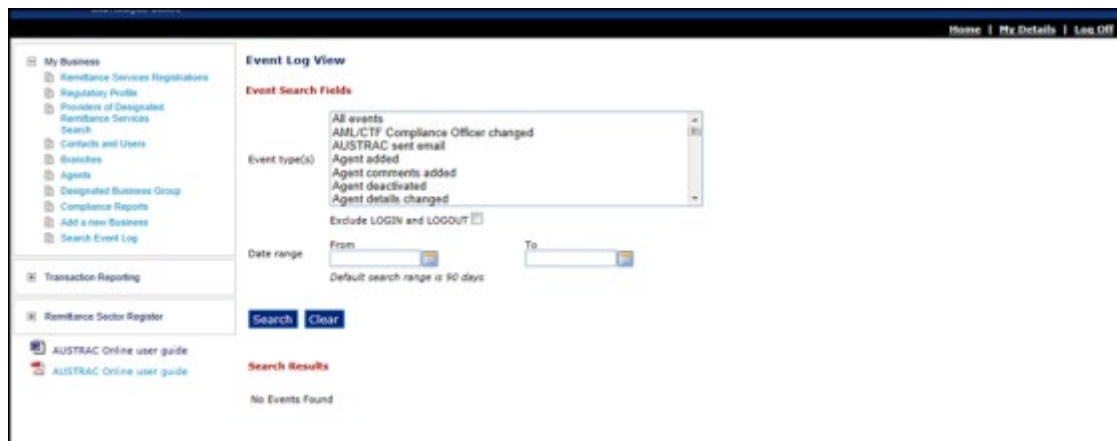 Home | My Details | Log Off
My Business
Remittance Services Registrations
Regulatory Profile
Providers of Designated
Remittance Services
Search
Contacts and Users
Branches
Agents
Designated Business Group
Compliance Reports
Add a new Business
Search Event Log
Transaction Reporting
Remittance Sector Register
AUSTRAC Online user guide
AUSTRAC Online user guide
Event Log View
Event Search Fields
Event type(s)
All events
AML/CTF Compliance Officer changed
AUSTRAC sent email
Agent added
Agent comments added
Agent deactivated
Agent details changed
Exclude LOGIN and LOGOUT
Date range
From To
Default search range is 90 days
Search Clear
Search Results
No Events Found